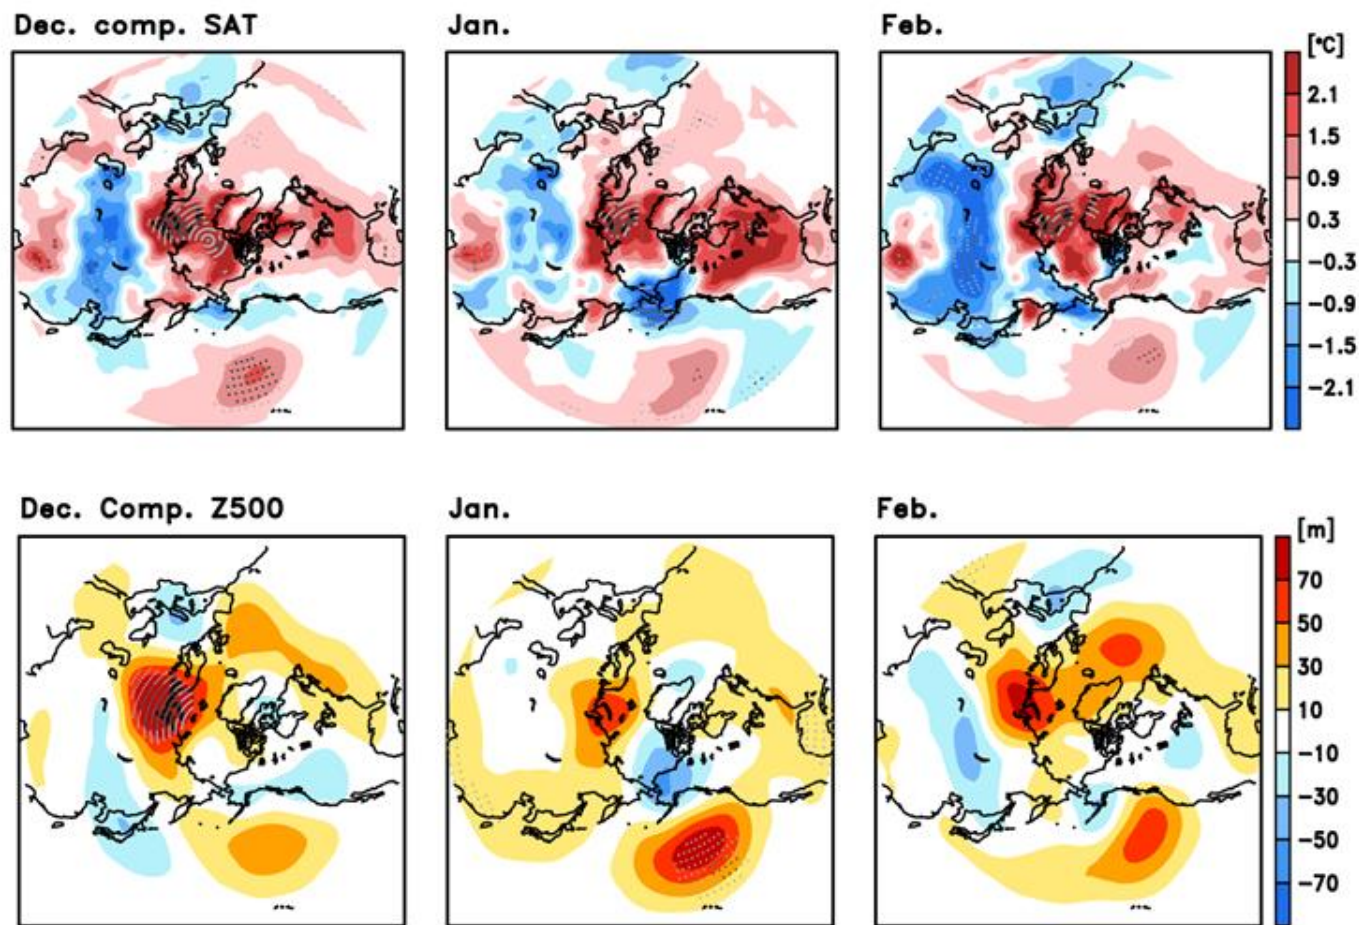 Dec. comp. SAT
Jan.
Feb.
[°C]
2.1
1.5
0.9
0.3
-0.3
-0.9
-1.5
-2.1
Dec. Comp. Z500
Jan.
Feb.
[m]
70
50
30
10
-10
-30
-50
-70